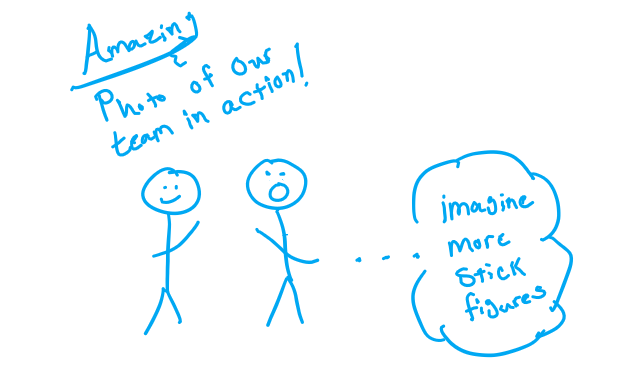 Amazing
Photo of our
team in action!
imagine
more
stick
figures